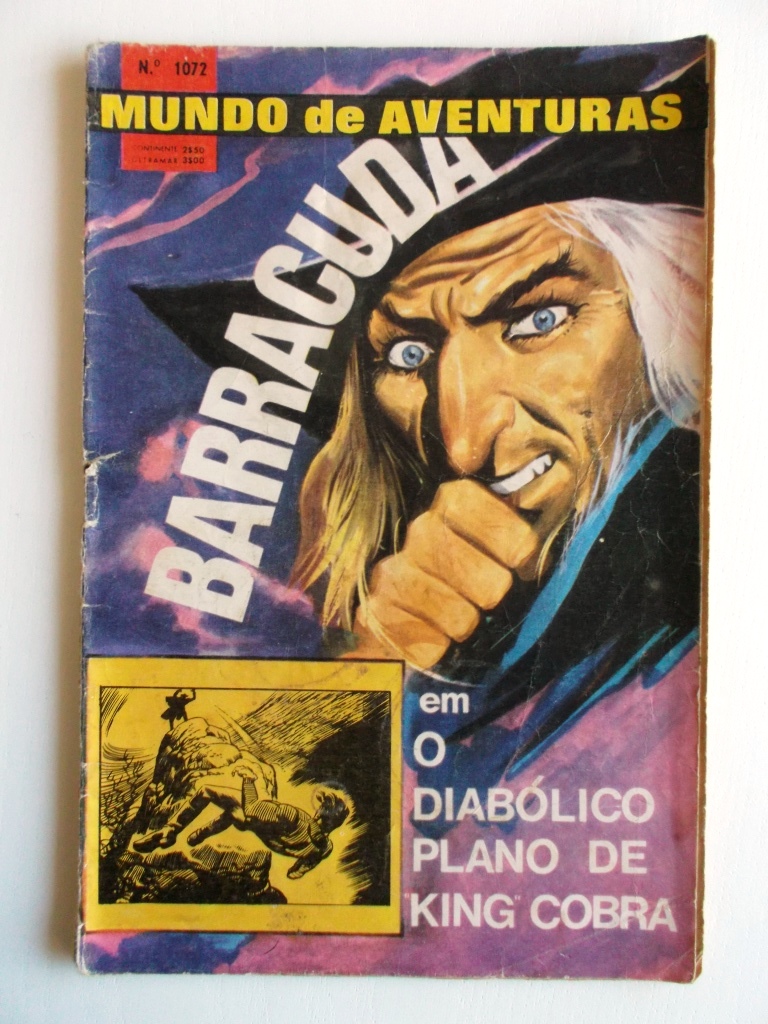 N.º 1072
MUNDO de AVENTURAS
CONTINENTE 2$50
ULTRAMAR 3$00
BARRACUDA
em
O
DIABÓLICO
PLANO DE
"KING" COBRA